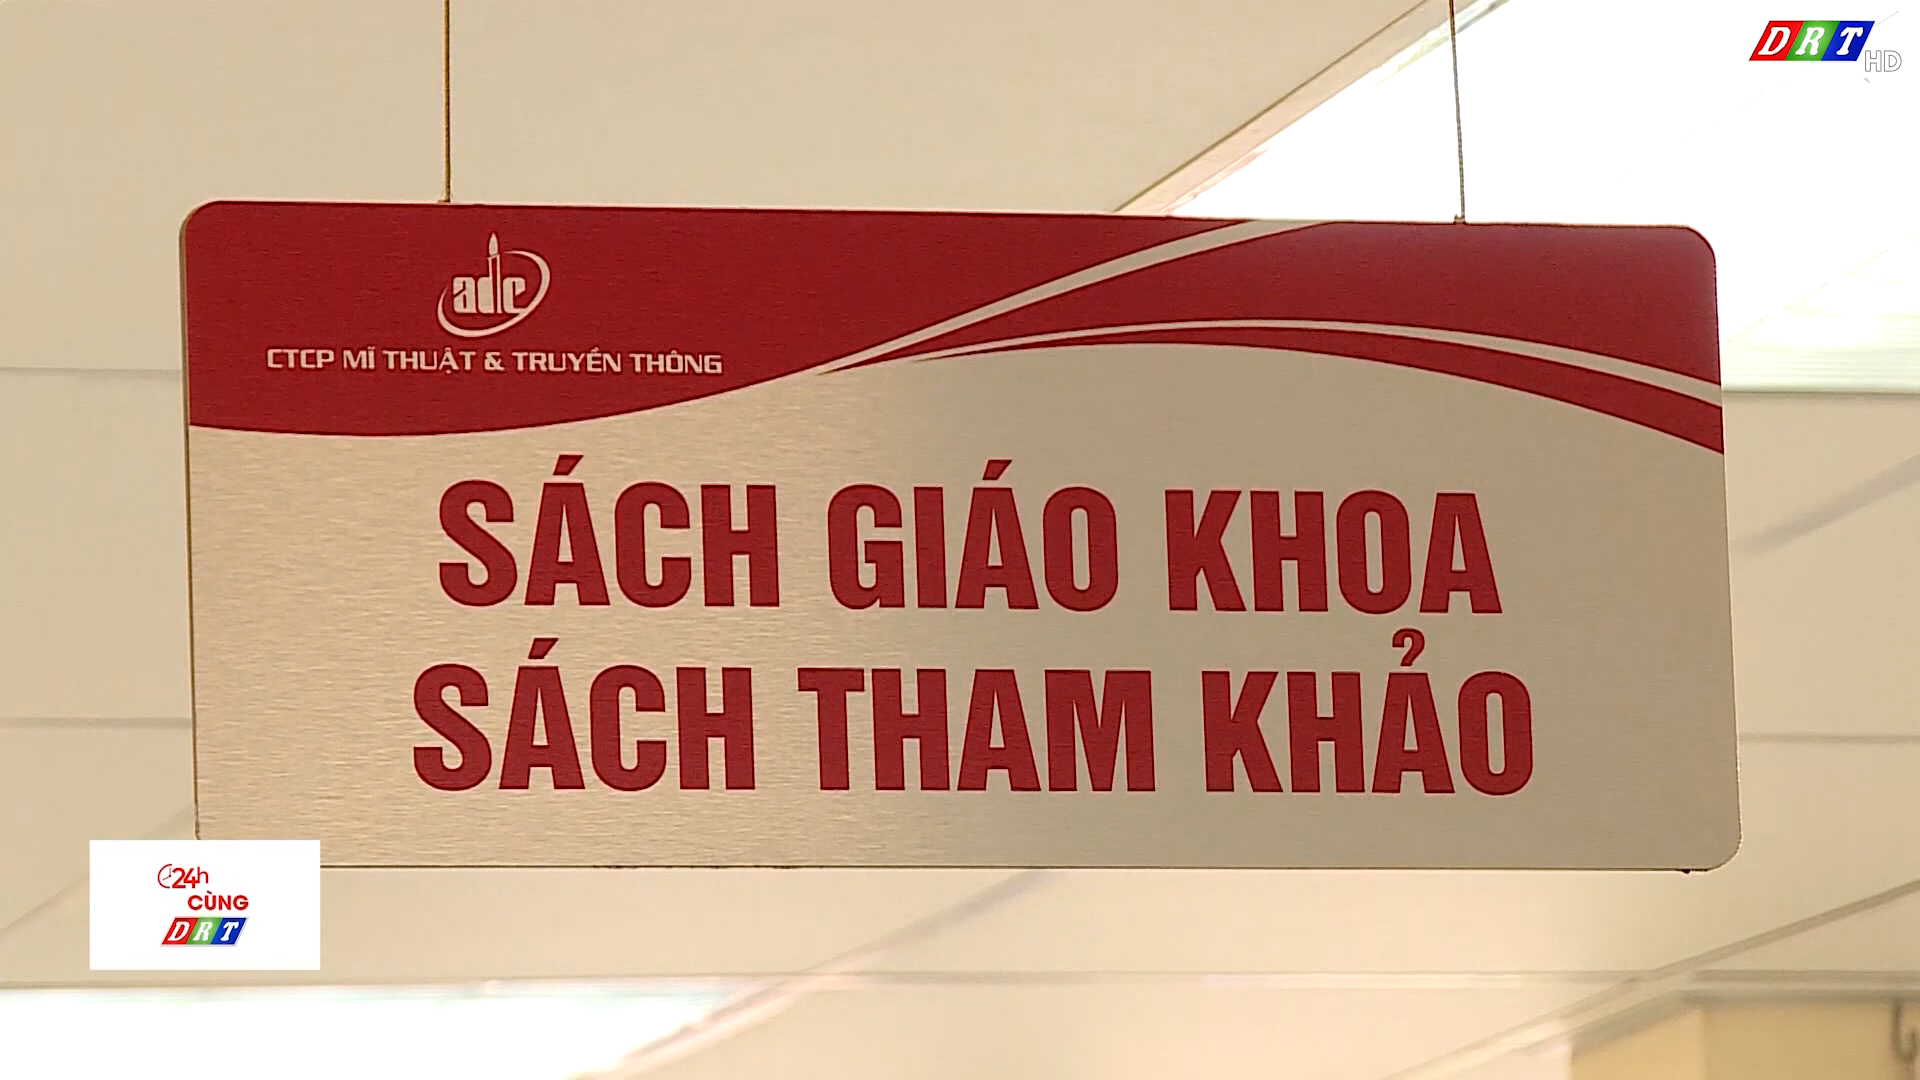 DRT HD
adc
CTCP MĨ THUẬT & TRUYỀN THÔNG
SÁCH GIÁO KHOA
SÁCH THAM KHẢO
24h
CÙNG
DRT